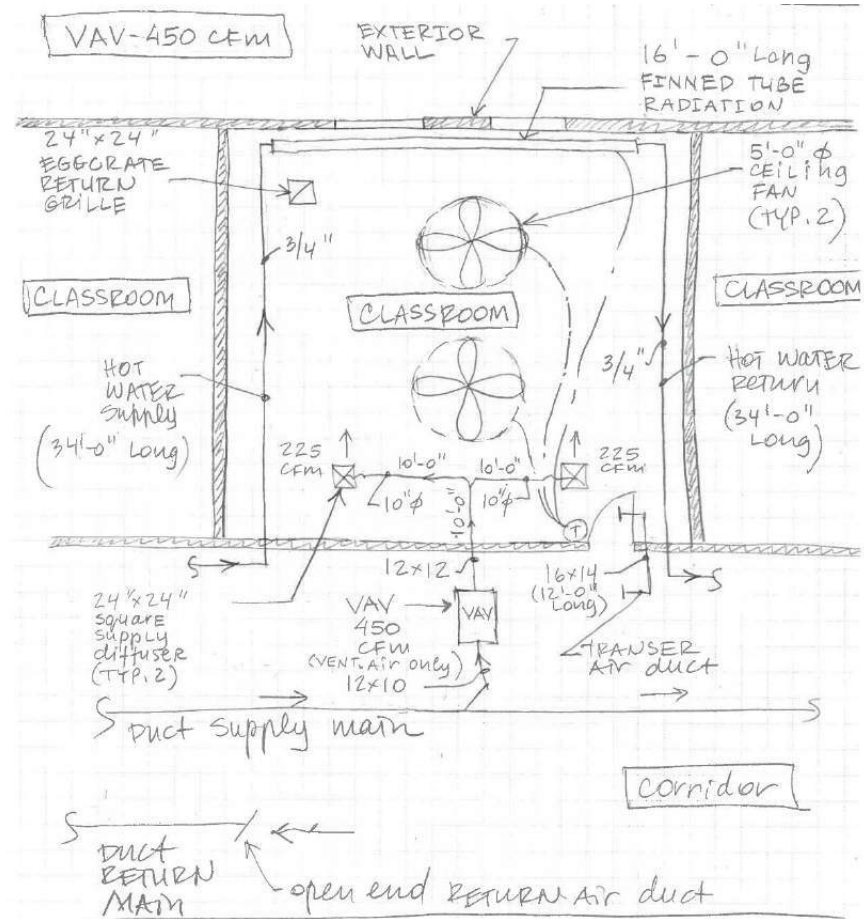 VAV-450 CFM
EXTERIOR
WALL
16'-0" Long
FINNED TUBE
RADIATION
24"x24"
EGGCRATE
RETURN
GRILLE
5'-0" Φ
CEiling
FAN
(TYP. 2)
3/4"
CLASSROOM
CLASSROOM
CLASSROOM
3/4"
HOT
WATER
Supply
(34'-0" Long)
HOT WATER
Return
(34'-0"
Long)
225
CFM
10'-0"
10'-0"
225
CFM
10"Φ
10'-0"
10"Φ
T
12x12
16x14
(12'-0"
Long)
24"x24"
square
supply
diffuser
(TYP. 2)
VAV
450
CFM
(VENT. Air only)
12x10
VAV
TRANSER
Air duct
Duct Supply main
corridor
DUCT
RETURN
MAIN
open end RETURN Air duct